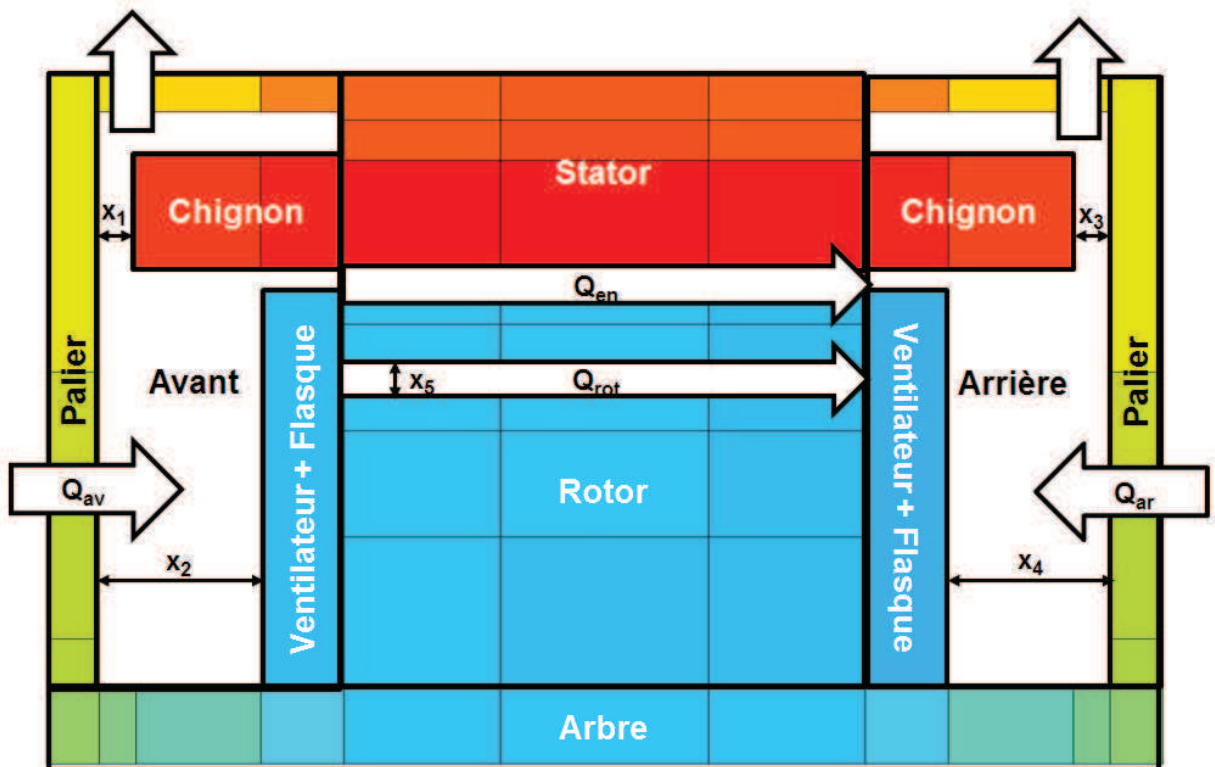 Stator
Chignon
Chignon
x1
x3
Qen
Palier
Avant
Ventilateur + Flasque
x5
Qrot
Ventilateur + Flasque
Arrière
Palier
Qav
Rotor
Qar
x2
x4
Arbre